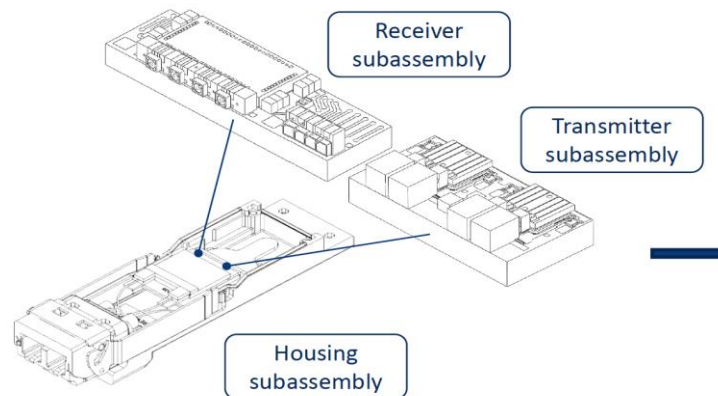 Receiver
subassembly
Transmitter
subassembly
Housing
subassembly